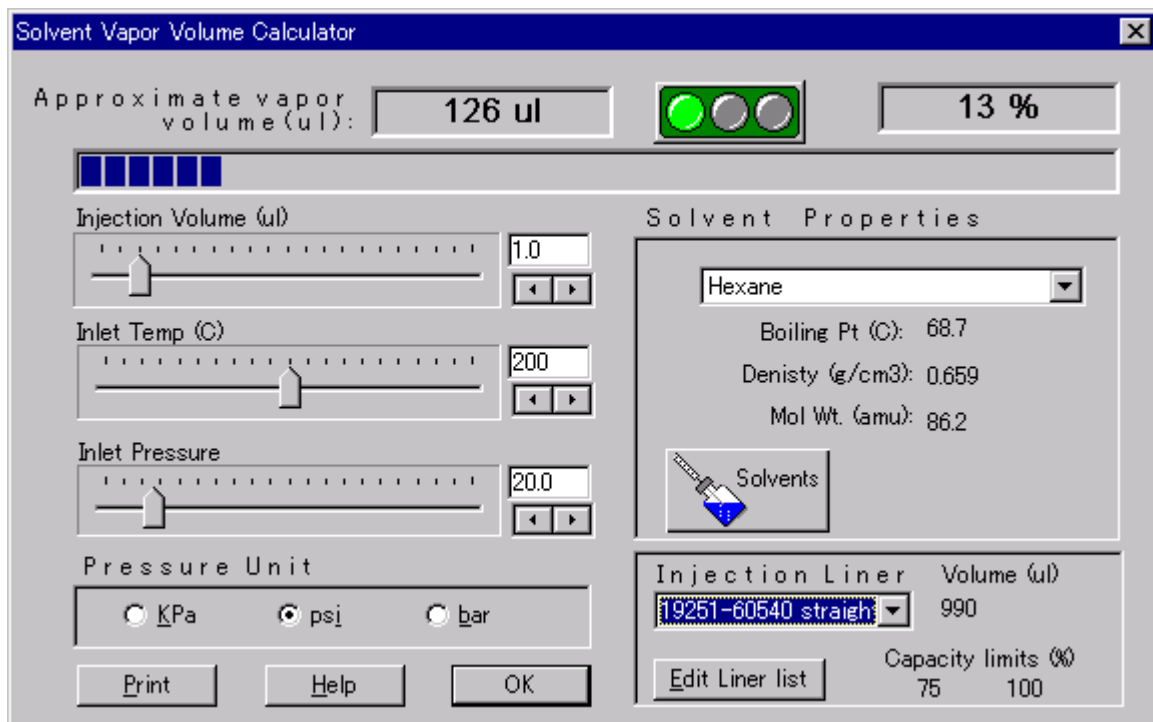 Solvent Vapor Volume Calculator
Approximate vapor
volume(ul):
126 ul
13 %
Injection Volume (ul)
1.0
Inlet Temp (C)
200
Inlet Pressure
20.0
Pressure Unit
KPa
psi
bar
Print
Help
OK
Solvent Properties
Hexane
Boiling Pt (C): 68.7
Denisty (g/cm3): 0.659
Mol Wt. (amu): 86.2
Solvents
Injection Liner
Volume (ul)
19251-60540 straight
990
Edit Liner list
Capacity limits (%)
75 100